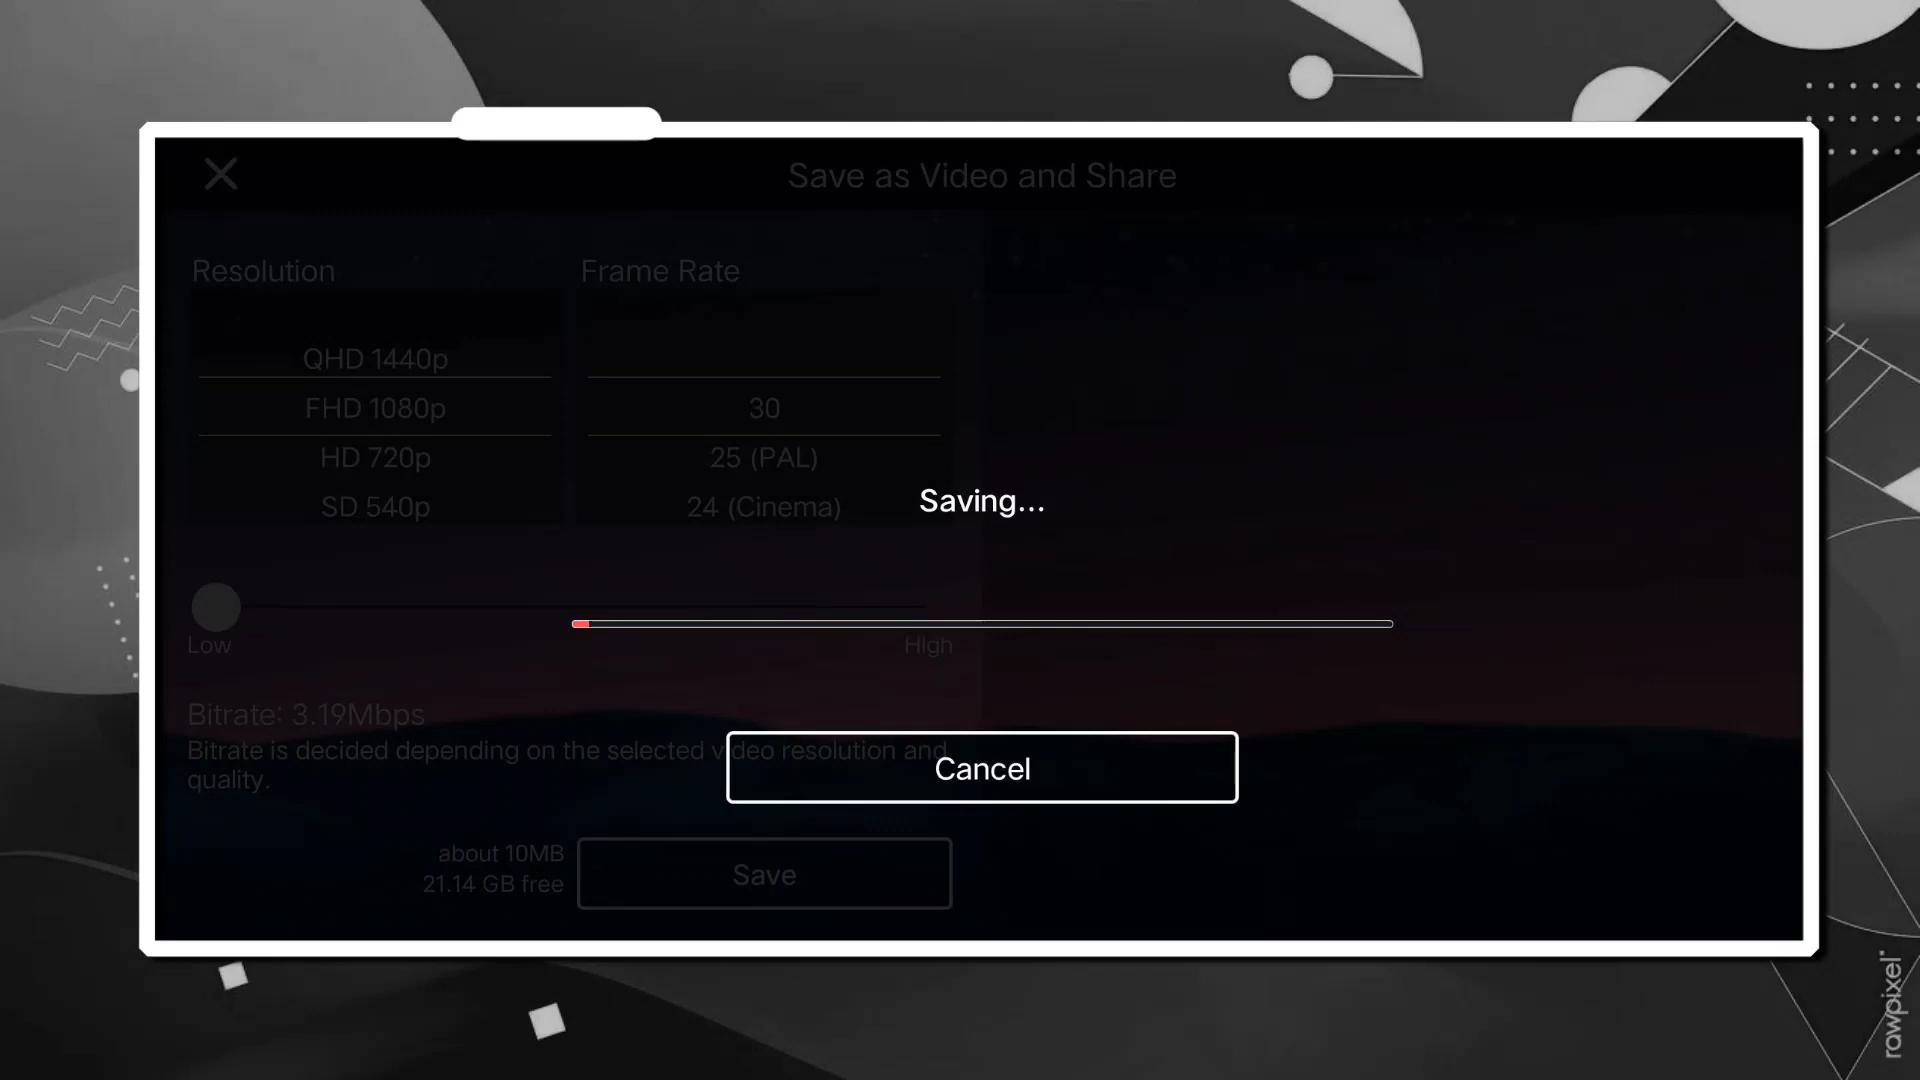 Save as Video and Share
Resolution
Frame Rate
QHD 1440p
FHD 1080p
30
HD 720p
25 (PAL)
SD 540p
24 (Cinema)
Saving...
Low
High
Bitrate: 3.19Mbps
Bitrate is decided depending on the selected video resolution and
quality.
Cancel
about 10MB
21.14 GB free
Save
rawpixel